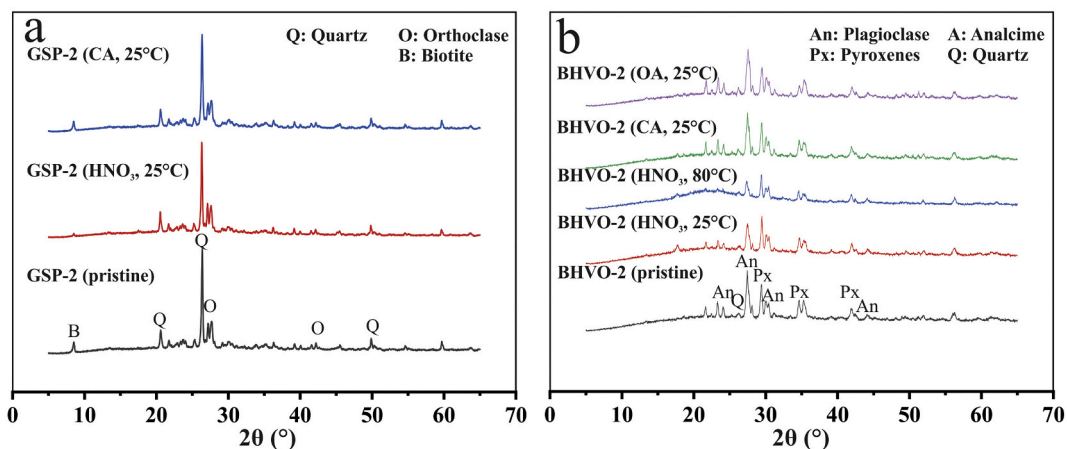 a
Q: Quartz O: Orthoclase
B: Biotite
GSP-2 (CA, 25°C)
GSP-2 (HNO₃, 25°C)
GSP-2 (pristine)
Q
B
Q
O
O
Q
0 10 20 30 40 50 60 70
2θ (°)
b
An: Plagioclase A: Analcime
Px: Pyroxenes Q: Quartz
BHVO-2 (OA, 25°C)
BHVO-2 (CA, 25°C)
BHVO-2 (HNO₃, 80°C)
BHVO-2 (HNO₃, 25°C)
BHVO-2 (pristine)
An
Px
An
Q
An
Px
Px
An
0 10 20 30 40 50 60 70
2θ (°)